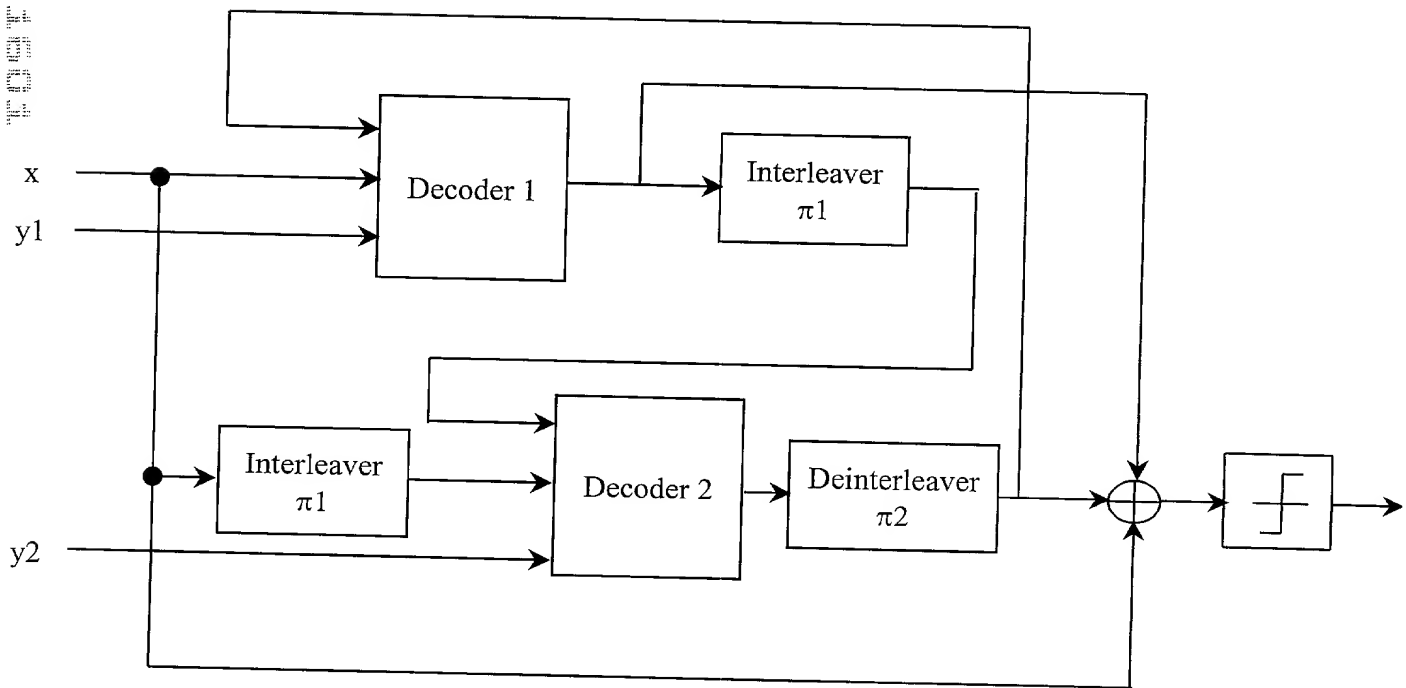 x
y1
Decoder 1
Interleaver
π1
Interleaver
π1
Decoder 2
Deinterleaver
π2
y2